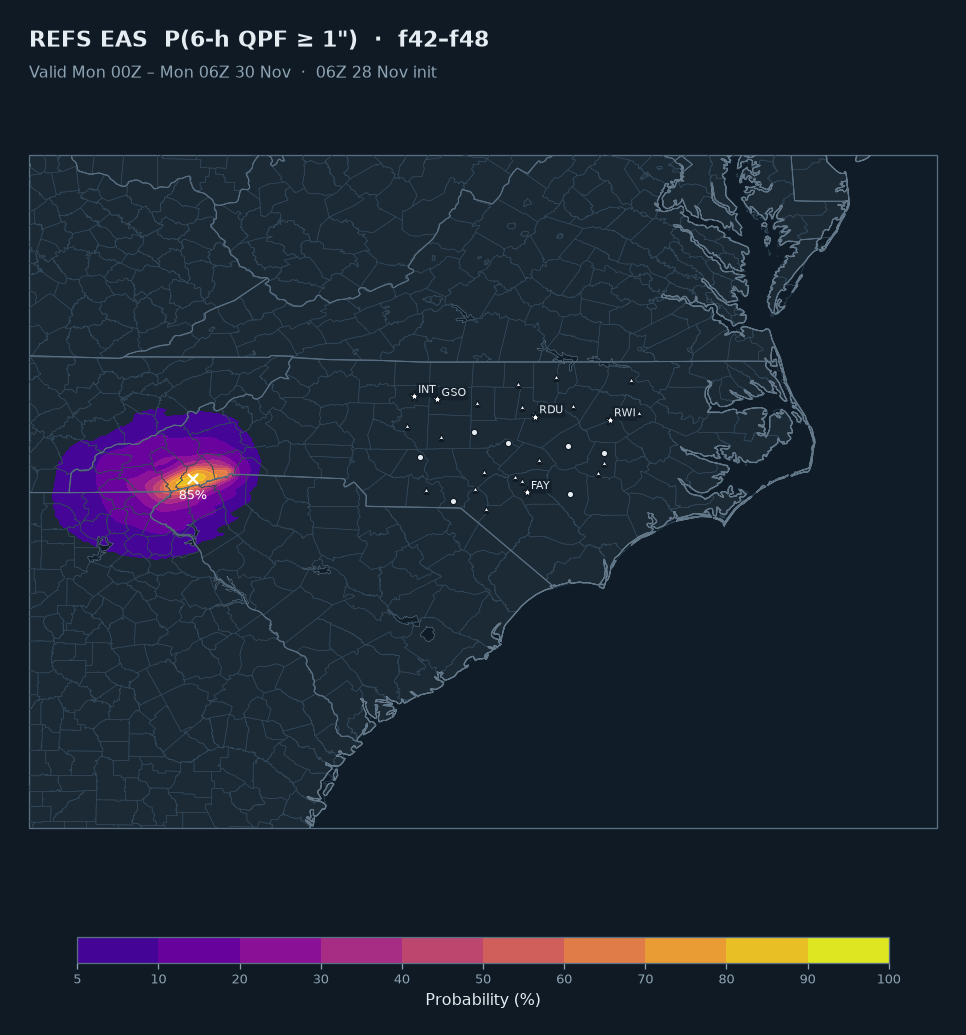 REFS EAS P(6-h QPF ≥ 1") · f42–f48
Valid Mon 00Z – Mon 06Z 30 Nov · 06Z 28 Nov init
INT
GSO
RDU
RWI
85%
FAY
5 10 20 30 40 50 60 70 80 90 100
Probability (%)